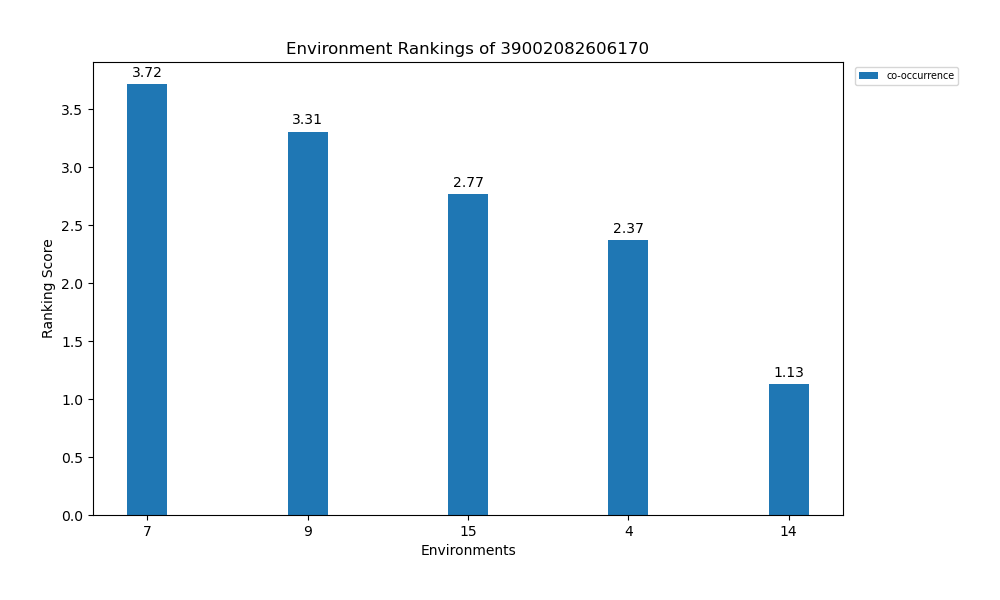 Environment Rankings of 39002082606170
co-occurrence
3.72
3.31
2.77
2.37
1.13
Ranking Score
3.5
3.0
2.5
2.0
1.5
1.0
0.5
0.0
7 9 15 4 14
Environments